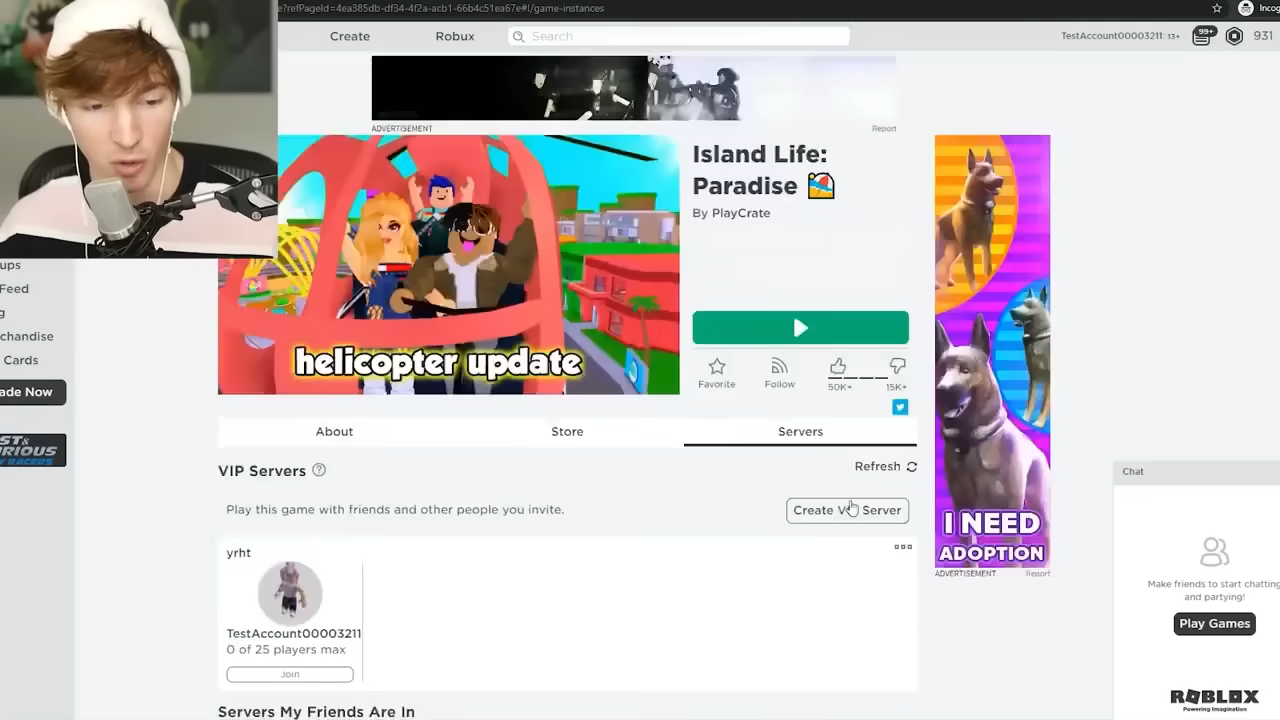 e?refPageId=4ea385db-df34-4f2a-acb1-66b4c51ea67e#!/game-instances
Incog
Create
Robux
Search
TestAccount00003211: 13+
99+
931
ADVERTISEMENT
Report
Island Life:
Paradise
By PlayCrate
helicopter update
Favorite
Follow
50K+
15K+
ups
Feed
g
chandise
Cards
ade Now
ST &
RIOUS
Y RACERS
About
Store
Servers
VIP Servers
Refresh
Play this game with friends and other people you invite.
Create V Server
yrht
TestAccount00003211
0 of 25 players max
Join
Servers My Friends Are In
I NEED
ADOPTION
ADVERTISEMENT
Report
Chat
Make friends to start chatting
and partying!
Play Games
ROBLOX
Powering Imagination